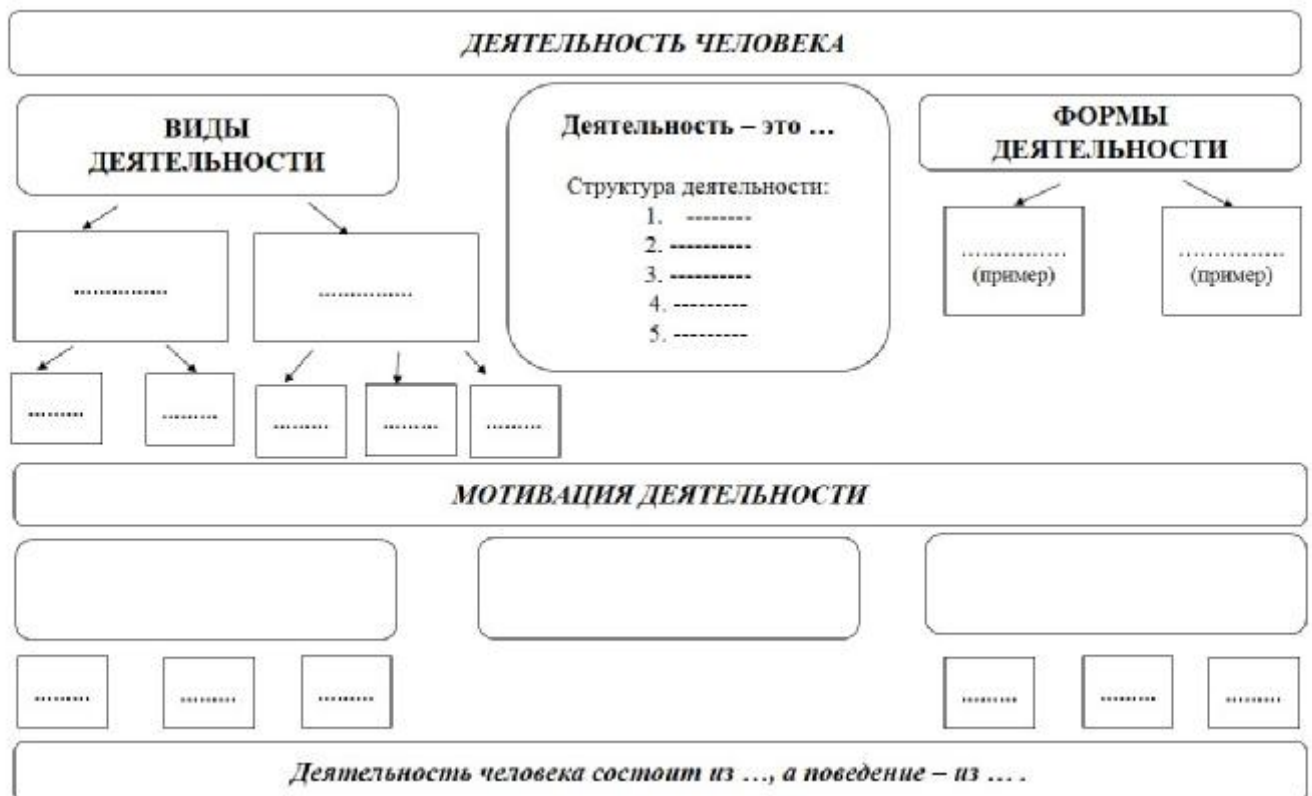 ДЕЯТЕЛЬНОСТЬ ЧЕЛОВЕКА
ВИДЫ
ДЕЯТЕЛЬНОСТИ
...............
...............
.........
.........
.........
.........
.........
Деятельность – это ...
Структура деятельности:
1. --------
2. ----------
3. ----------
4. ---------
5. ---------
ФОРМЫ
ДЕЯТЕЛЬНОСТИ
................
(пример)
................
(пример)
МОТИВАЦИЯ ДЕЯТЕЛЬНОСТИ
.........
.........
.........
.........
.........
.........
Деятельность человека состоит из ..., а поведение – из ... .